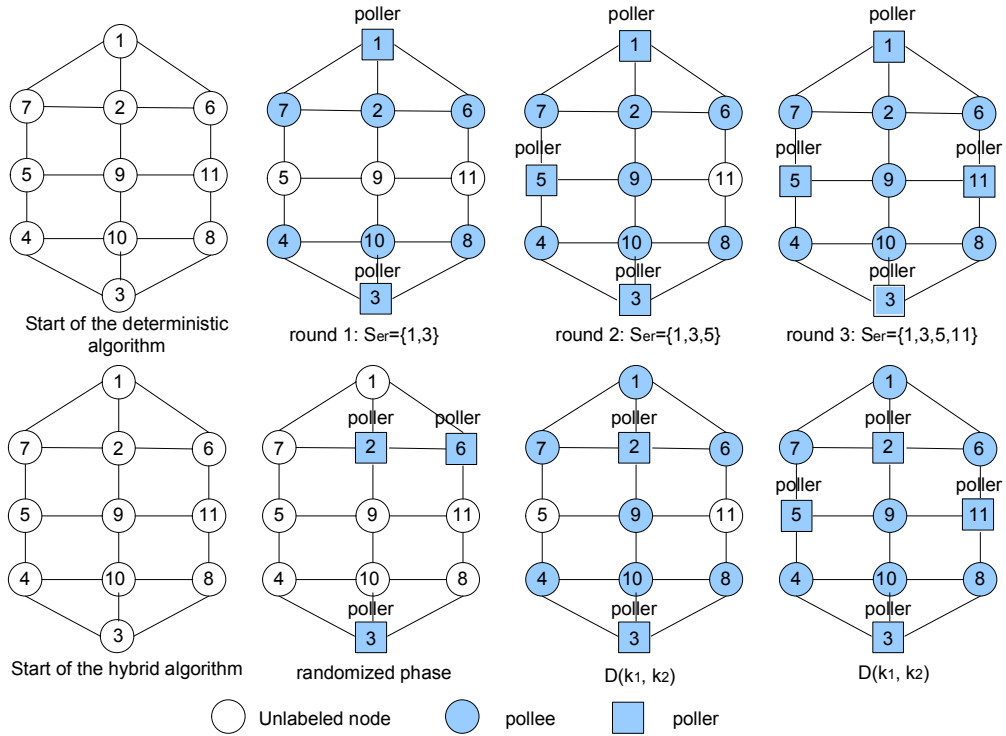 poller
poller
poller
1
1
1
1
7
2
6
7
2
6
7
2
6
7
2
6
poller
poller
poller
5
9
11
5
9
11
5
9
11
5
9
11
4
10
8
4
10
8
4
10
8
4
10
8
poller
poller
poller
3
3
3
3
Start of the deterministic
algorithm
round 1: Ser={1,3}
round 2: Ser={1,3,5}
round 3: Ser={1,3,5,11}
1
1
1
1
poller
poller
poller
poller
7
2
6
7
2
6
7
2
6
7
2
6
poller
poller
5
9
11
5
9
11
5
9
11
5
9
11
4
10
8
4
10
8
4
10
8
4
10
8
poller
poller
poller
3
3
3
3
Start of the hybrid algorithm
randomized phase
D(k1, k2)
D(k1, k2)
Unlabeled node
pollee
poller